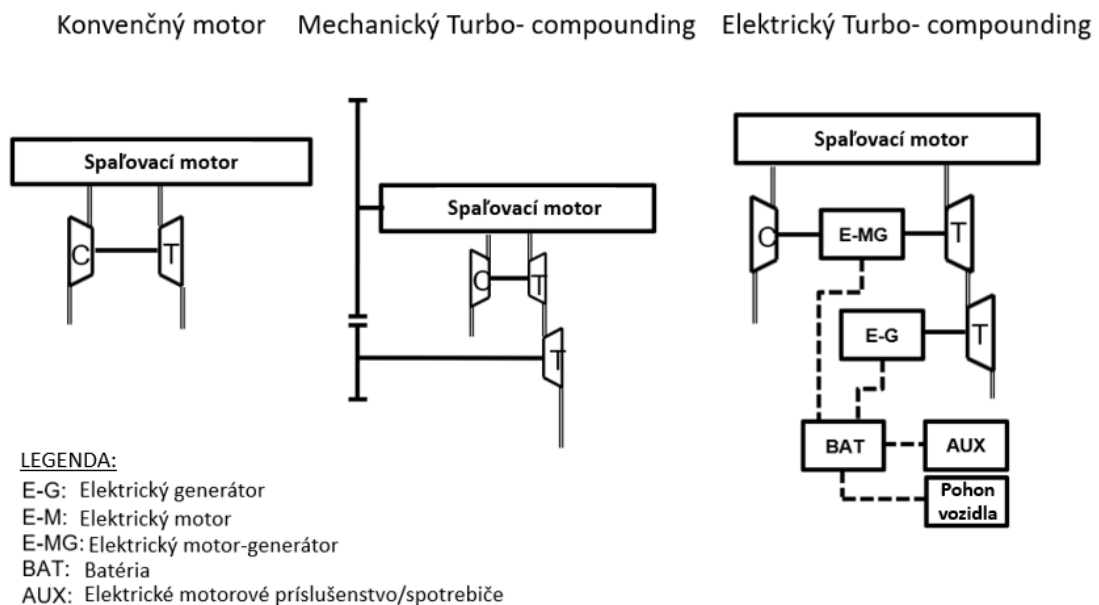 Konvenčný motor
Mechanický Turbo- compounding
Elektrický Turbo- compounding
Spaľovací motor
C
T
Spaľovací motor
C
T
T
Spaľovací motor
C
E-MG
T
E-G
T
BAT
AUX
Pohon
vozidla
LEGENDA:
E-G: Elektrický generátor
E-M: Elektrický motor
E-MG: Elektrický motor-generátor
BAT: Batéria
AUX: Elektrické motorové príslušenstvo/spotrebiče